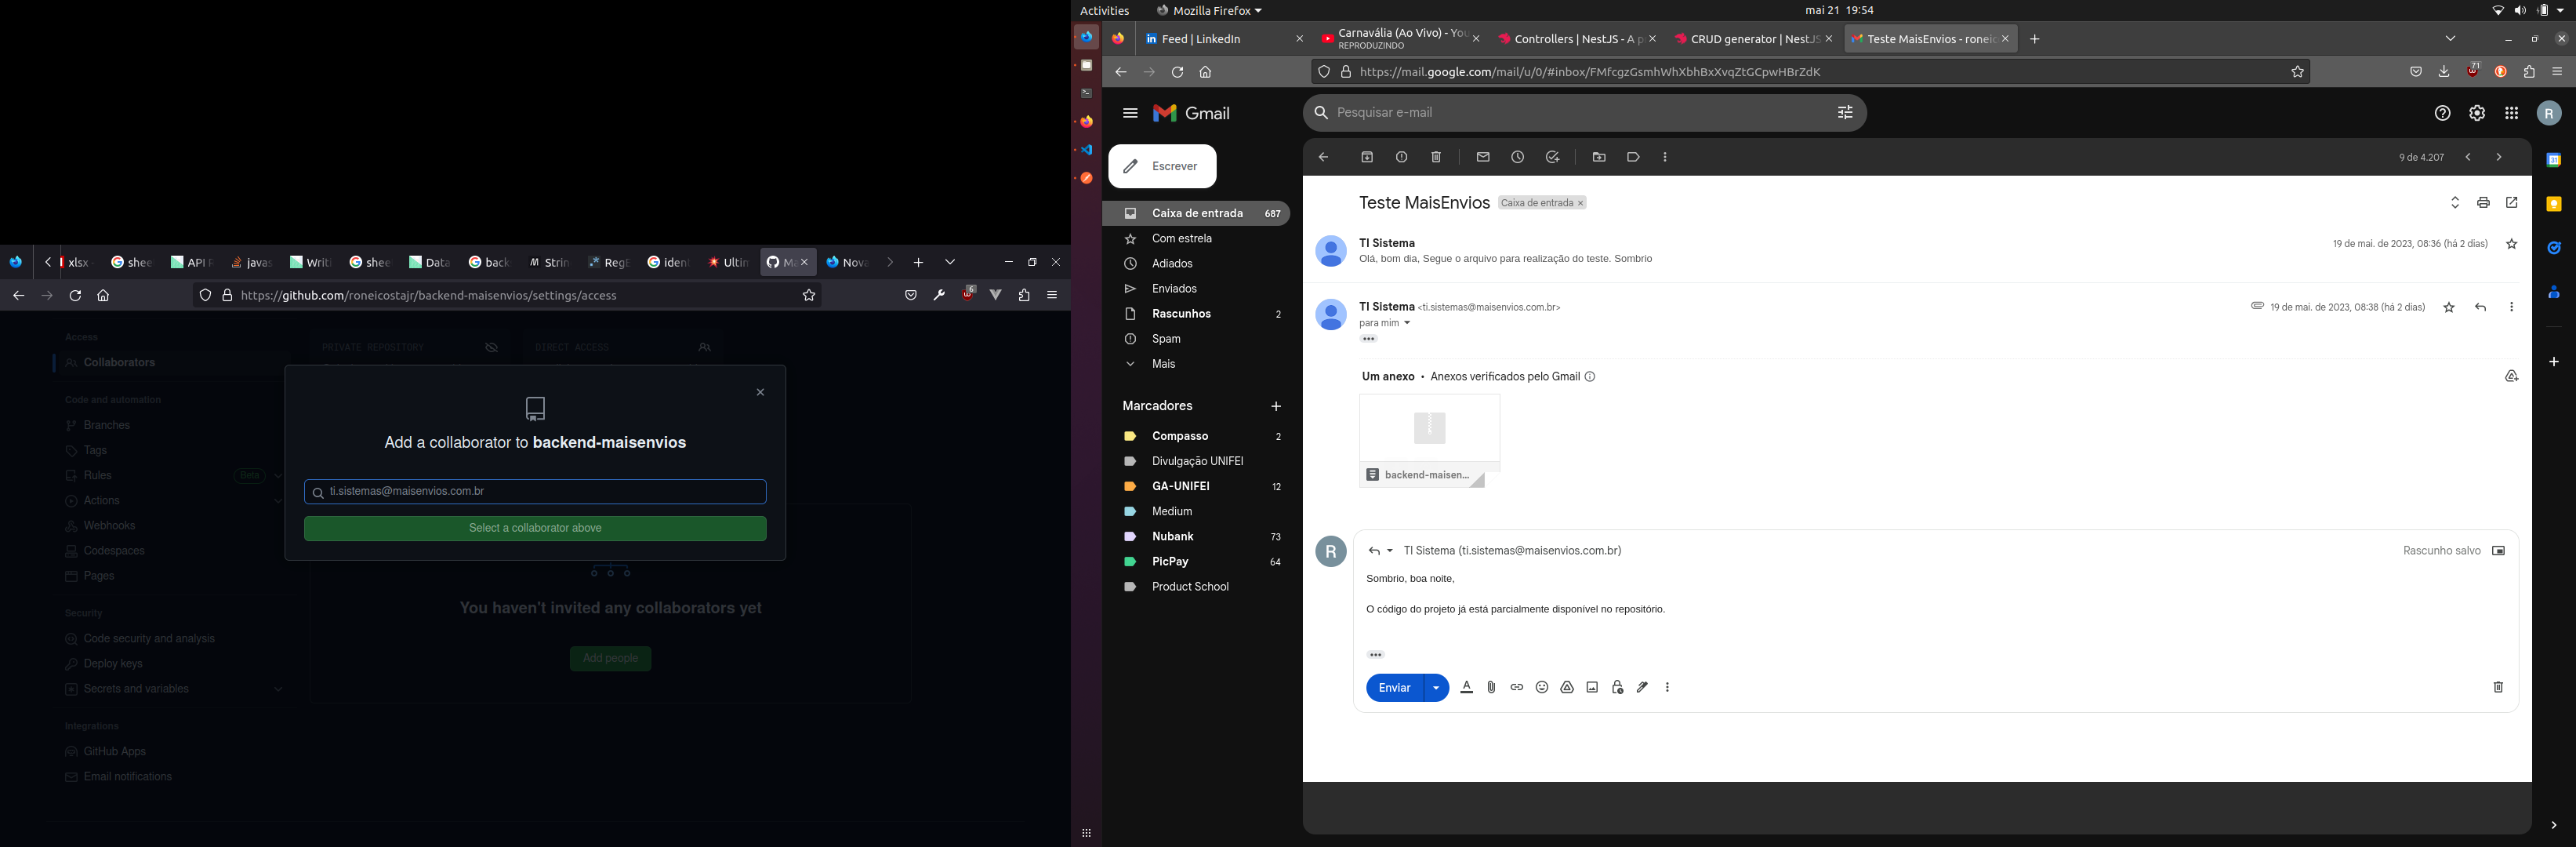 Activities
Mozilla Firefox
mai 21 19:54
Feed | LinkedIn
Carnavália (Ao Vivo) - You
REPRODUZINDO
Controllers | NestJS - A p
CRUD generator | NestJS
Teste MaisEnvios - roneic
https://mail.google.com/mail/u/0/#inbox/FMfcgzGsmhWhXbhBxXvqZtGCpwHBrZdK
71
Gmail
Pesquisar e-mail
R
Escrever
9 de 4.207
Caixa de entrada 687
Com estrela
Adiados
Enviados
Rascunhos 2
Spam
Mais
Marcadores
Compasso 2
Divulgação UNIFEI
GA-UNIFEI 12
Medium
Nubank 73
PicPay 64
Product School
Teste MaisEnvios
Caixa de entrada ×
TI Sistema
19 de mai. de 2023, 08:36 (há 2 dias)
Olá, bom dia, Segue o arquivo para realização do teste. Sombrio
TI Sistema <ti.sistemas@maisenvios.com.br>
19 de mai. de 2023, 08:38 (há 2 dias)
para mim
Um anexo • Anexos verificados pelo Gmail
backend-maisen...
R
TI Sistema (ti.sistemas@maisenvios.com.br)
Rascunho salvo
Sombrio, boa noite,
O código do projeto já está parcialmente disponível no repositório.
Enviar
31
xlsx
shee
API R
javas
Writi
shee
Data
back
Strin
RegE
iden
Ultin
Ma
Nova
https://github.com/roneicostajr/backend-maisenvios/settings/access
6
Access
Collaborators
Code and automation
Branches
Tags
Rules Beta
Actions
Webhooks
Codespaces
Pages
Security
Code security and analysis
Deploy keys
Secrets and variables
Integrations
GitHub Apps
Email notifications
PRIVATE REPOSITORY
DIRECT ACCESS
Add a collaborator to backend-maisenvios
ti.sistemas@maisenvios.com.br
Select a collaborator above
You haven't invited any collaborators yet
Add people